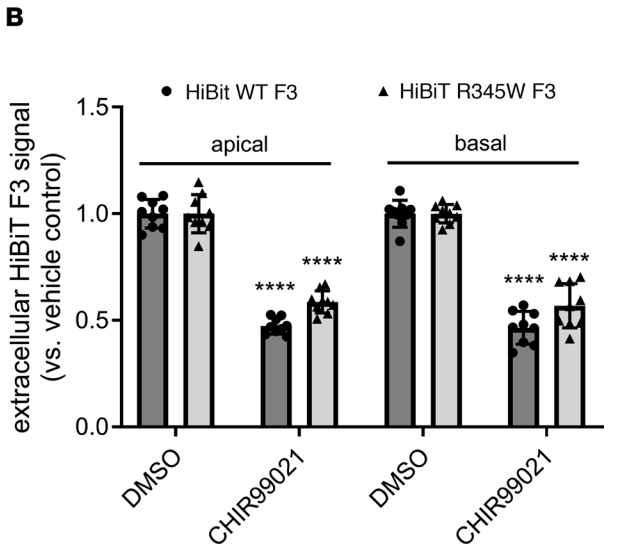 B
HiBit WT F3
HiBiT R345W F3
extracellular HiBiT F3 signal
(vs. vehicle control)
1.5
1.0
0.5
0.0
apical
basal
****
****
****
****
DMSO
CHIR99021
DMSO
CHIR99021